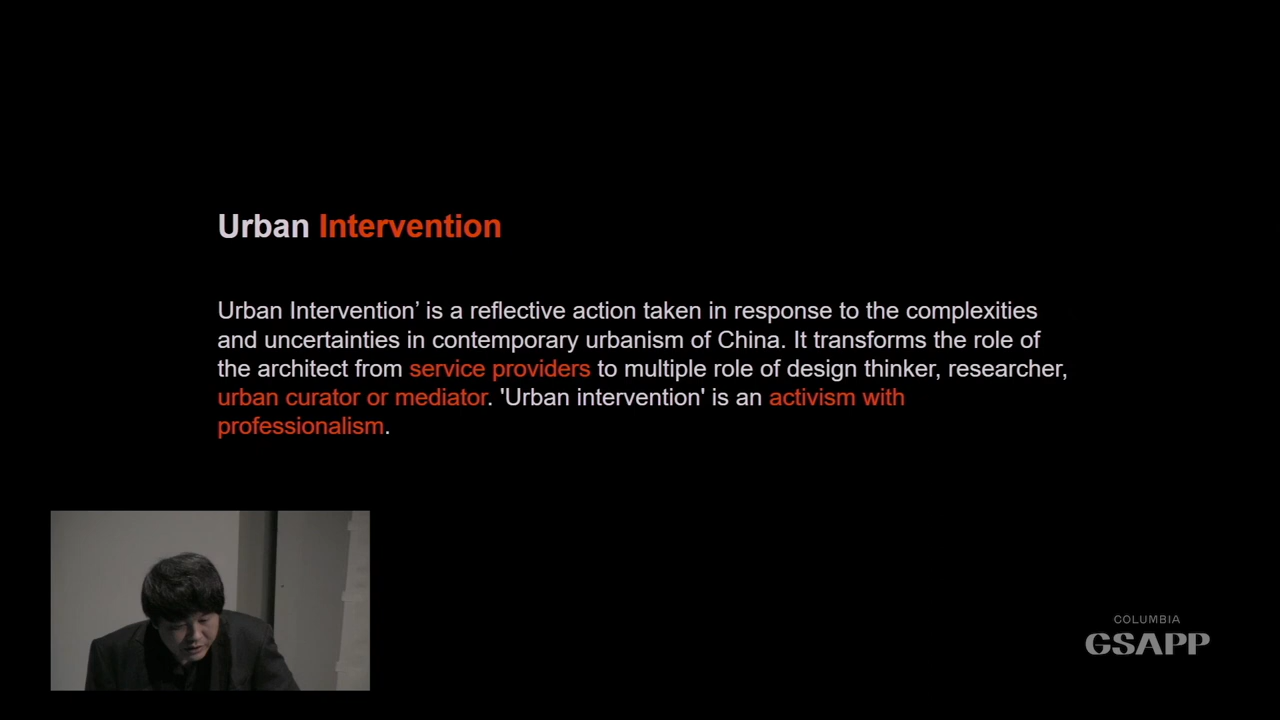 Urban Intervention
Urban Intervention’ is a reflective action taken in response to the complexities
and uncertainties in contemporary urbanism of China. It transforms the role of
the architect from service providers to multiple role of design thinker, researcher,
urban curator or mediator. 'Urban intervention' is an activism with
professionalism.
COLUMBIA
GSAPP